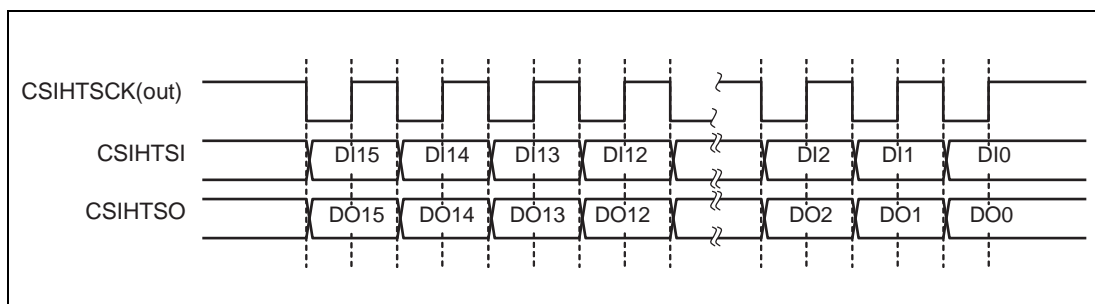 CSIHTSCK(out)
CSIHTSI DI15 DI14 DI13 DI12 DI2 DI1 DI0
CSIHTSO DO15 DO14 DO13 DO12 DO2 DO1 DO0